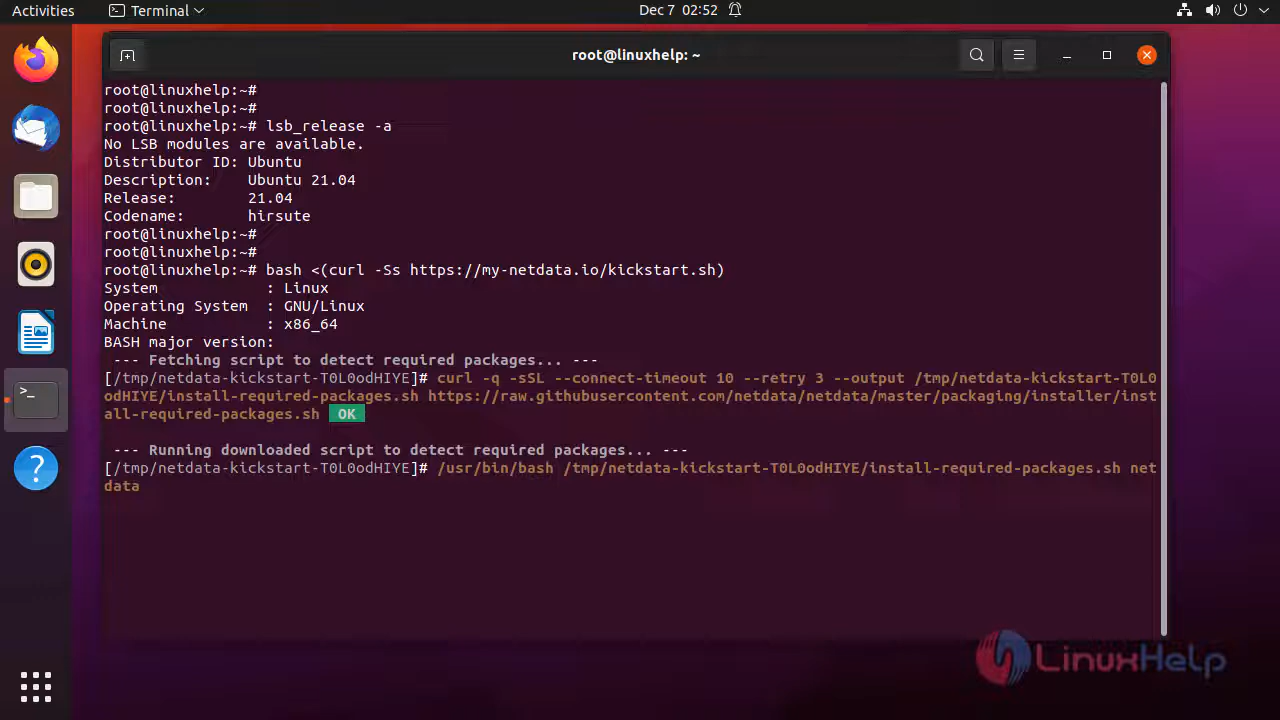 Activities Terminal Dec 7 02:52
root@linuxhelp: ~
root@linuxhelp:~#
root@linuxhelp:~#
root@linuxhelp:~# lsb_release -a
No LSB modules are available.
Distributor ID: Ubuntu
Description:    Ubuntu 21.04
Release:        21.04
Codename:       hirsute
root@linuxhelp:~#
root@linuxhelp:~#
root@linuxhelp:~# bash <(curl -Ss https://my-netdata.io/kickstart.sh)
System            : Linux
Operating System  : GNU/Linux
Machine           : x86_64
BASH major version:
 --- Fetching script to detect required packages... ---
[/tmp/netdata-kickstart-T0L0odHIYE]# curl -q -sSL --connect-timeout 10 --retry 3 --output /tmp/netdata-kickstart-T0L0
odHIYE/install-required-packages.sh https://raw.githubusercontent.com/netdata/netdata/master/packaging/installer/inst
all-required-packages.sh OK
 --- Running downloaded script to detect required packages... ---
[/tmp/netdata-kickstart-T0L0odHIYE]# /usr/bin/bash /tmp/netdata-kickstart-T0L0odHIYE/install-required-packages.sh net
data
LinuxHelp